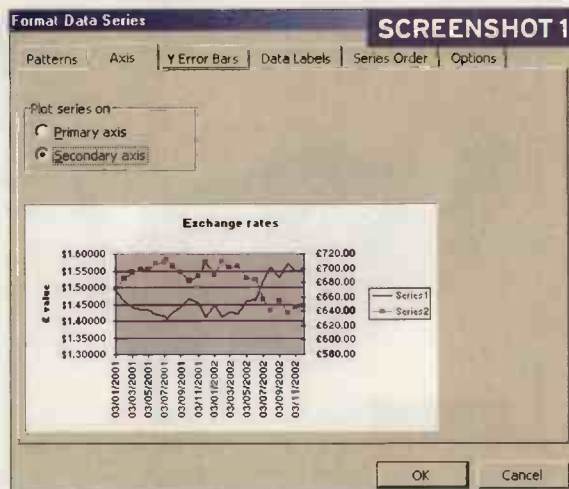 Format Data Series
SCREENSHOT 1
Patterns
Axis
Y Error Bars
Data Labels
Series Order
Options
Plot series on
Primary axis
Secondary axis
Exchange rates
£ value
$1.60000
$1.55000
$1.50000
$1.45000
$1.40000
$1.35000
$1.30000
£720.00
£700.00
£680.00
£660.00
£640.00
£620.00
£600.00
£580.00
Series1
Series2
03/01/2001
03/03/2001
03/05/2001
03/07/2001
03/09/2001
03/11/2001
03/01/2002
03/03/2002
03/05/2002
03/07/2002
03/09/2002
03/11/2002
OK
Cancel